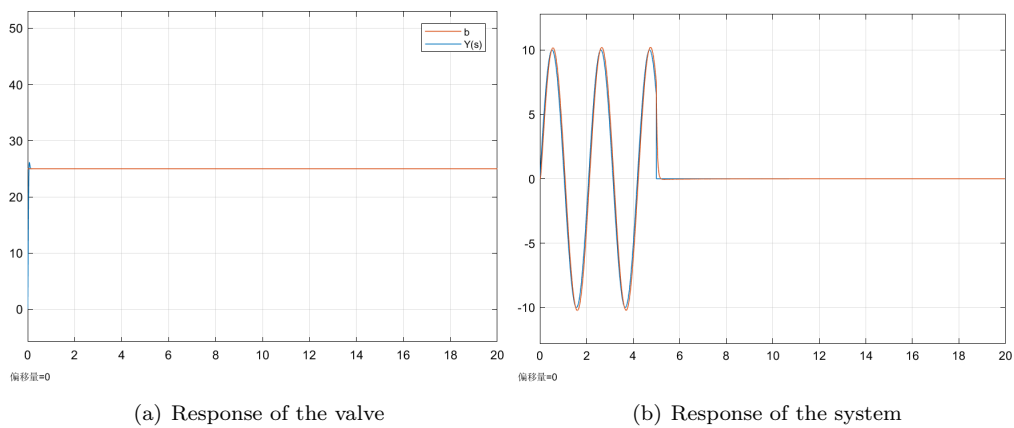 50
40
30
20
10
0
b
Y(s)
0 2 4 6 8 10 12 14 16 18 20
偏移量=0
(a) Response of the valve
10
5
0
-5
-10
0 2 4 6 8 10 12 14 16 18 20
偏移量=0
(b) Response of the system